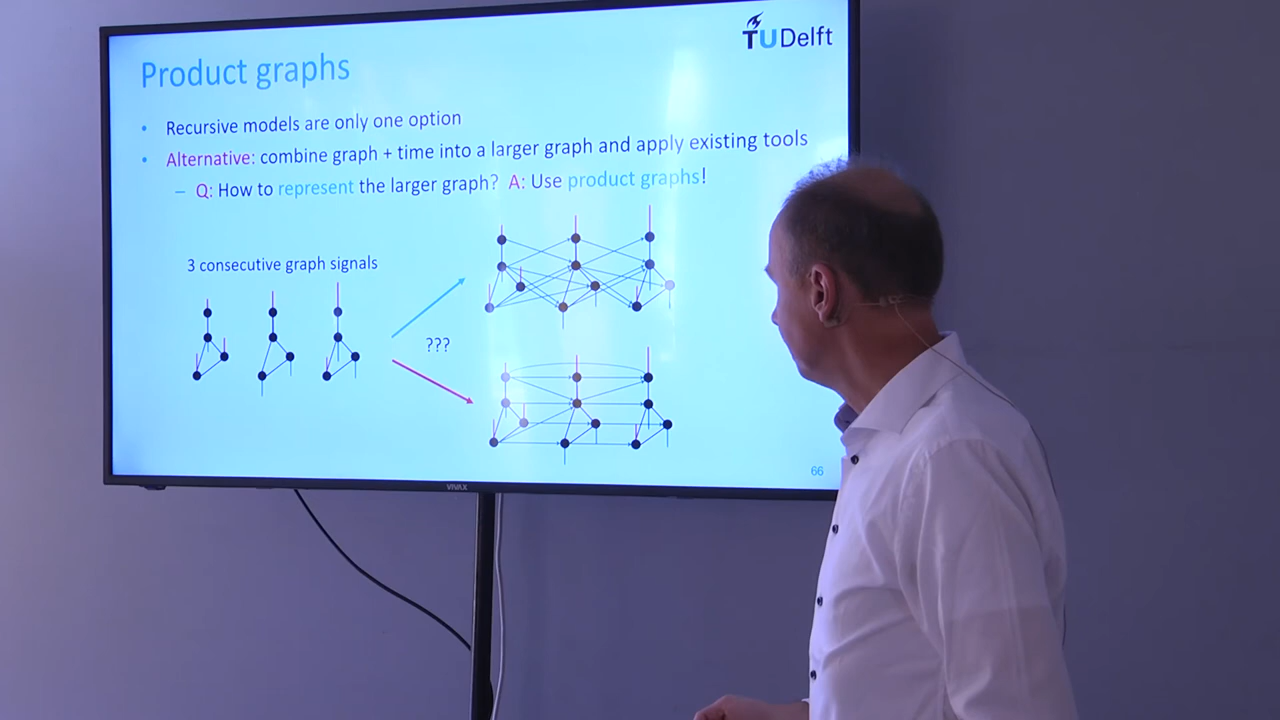 TUDelft
Product graphs
• Recursive models are only one option
• Alternative: combine graph + time into a larger graph and apply existing tools
– Q: How to represent the larger graph? A: Use product graphs!
3 consecutive graph signals
???
66
VIVAX